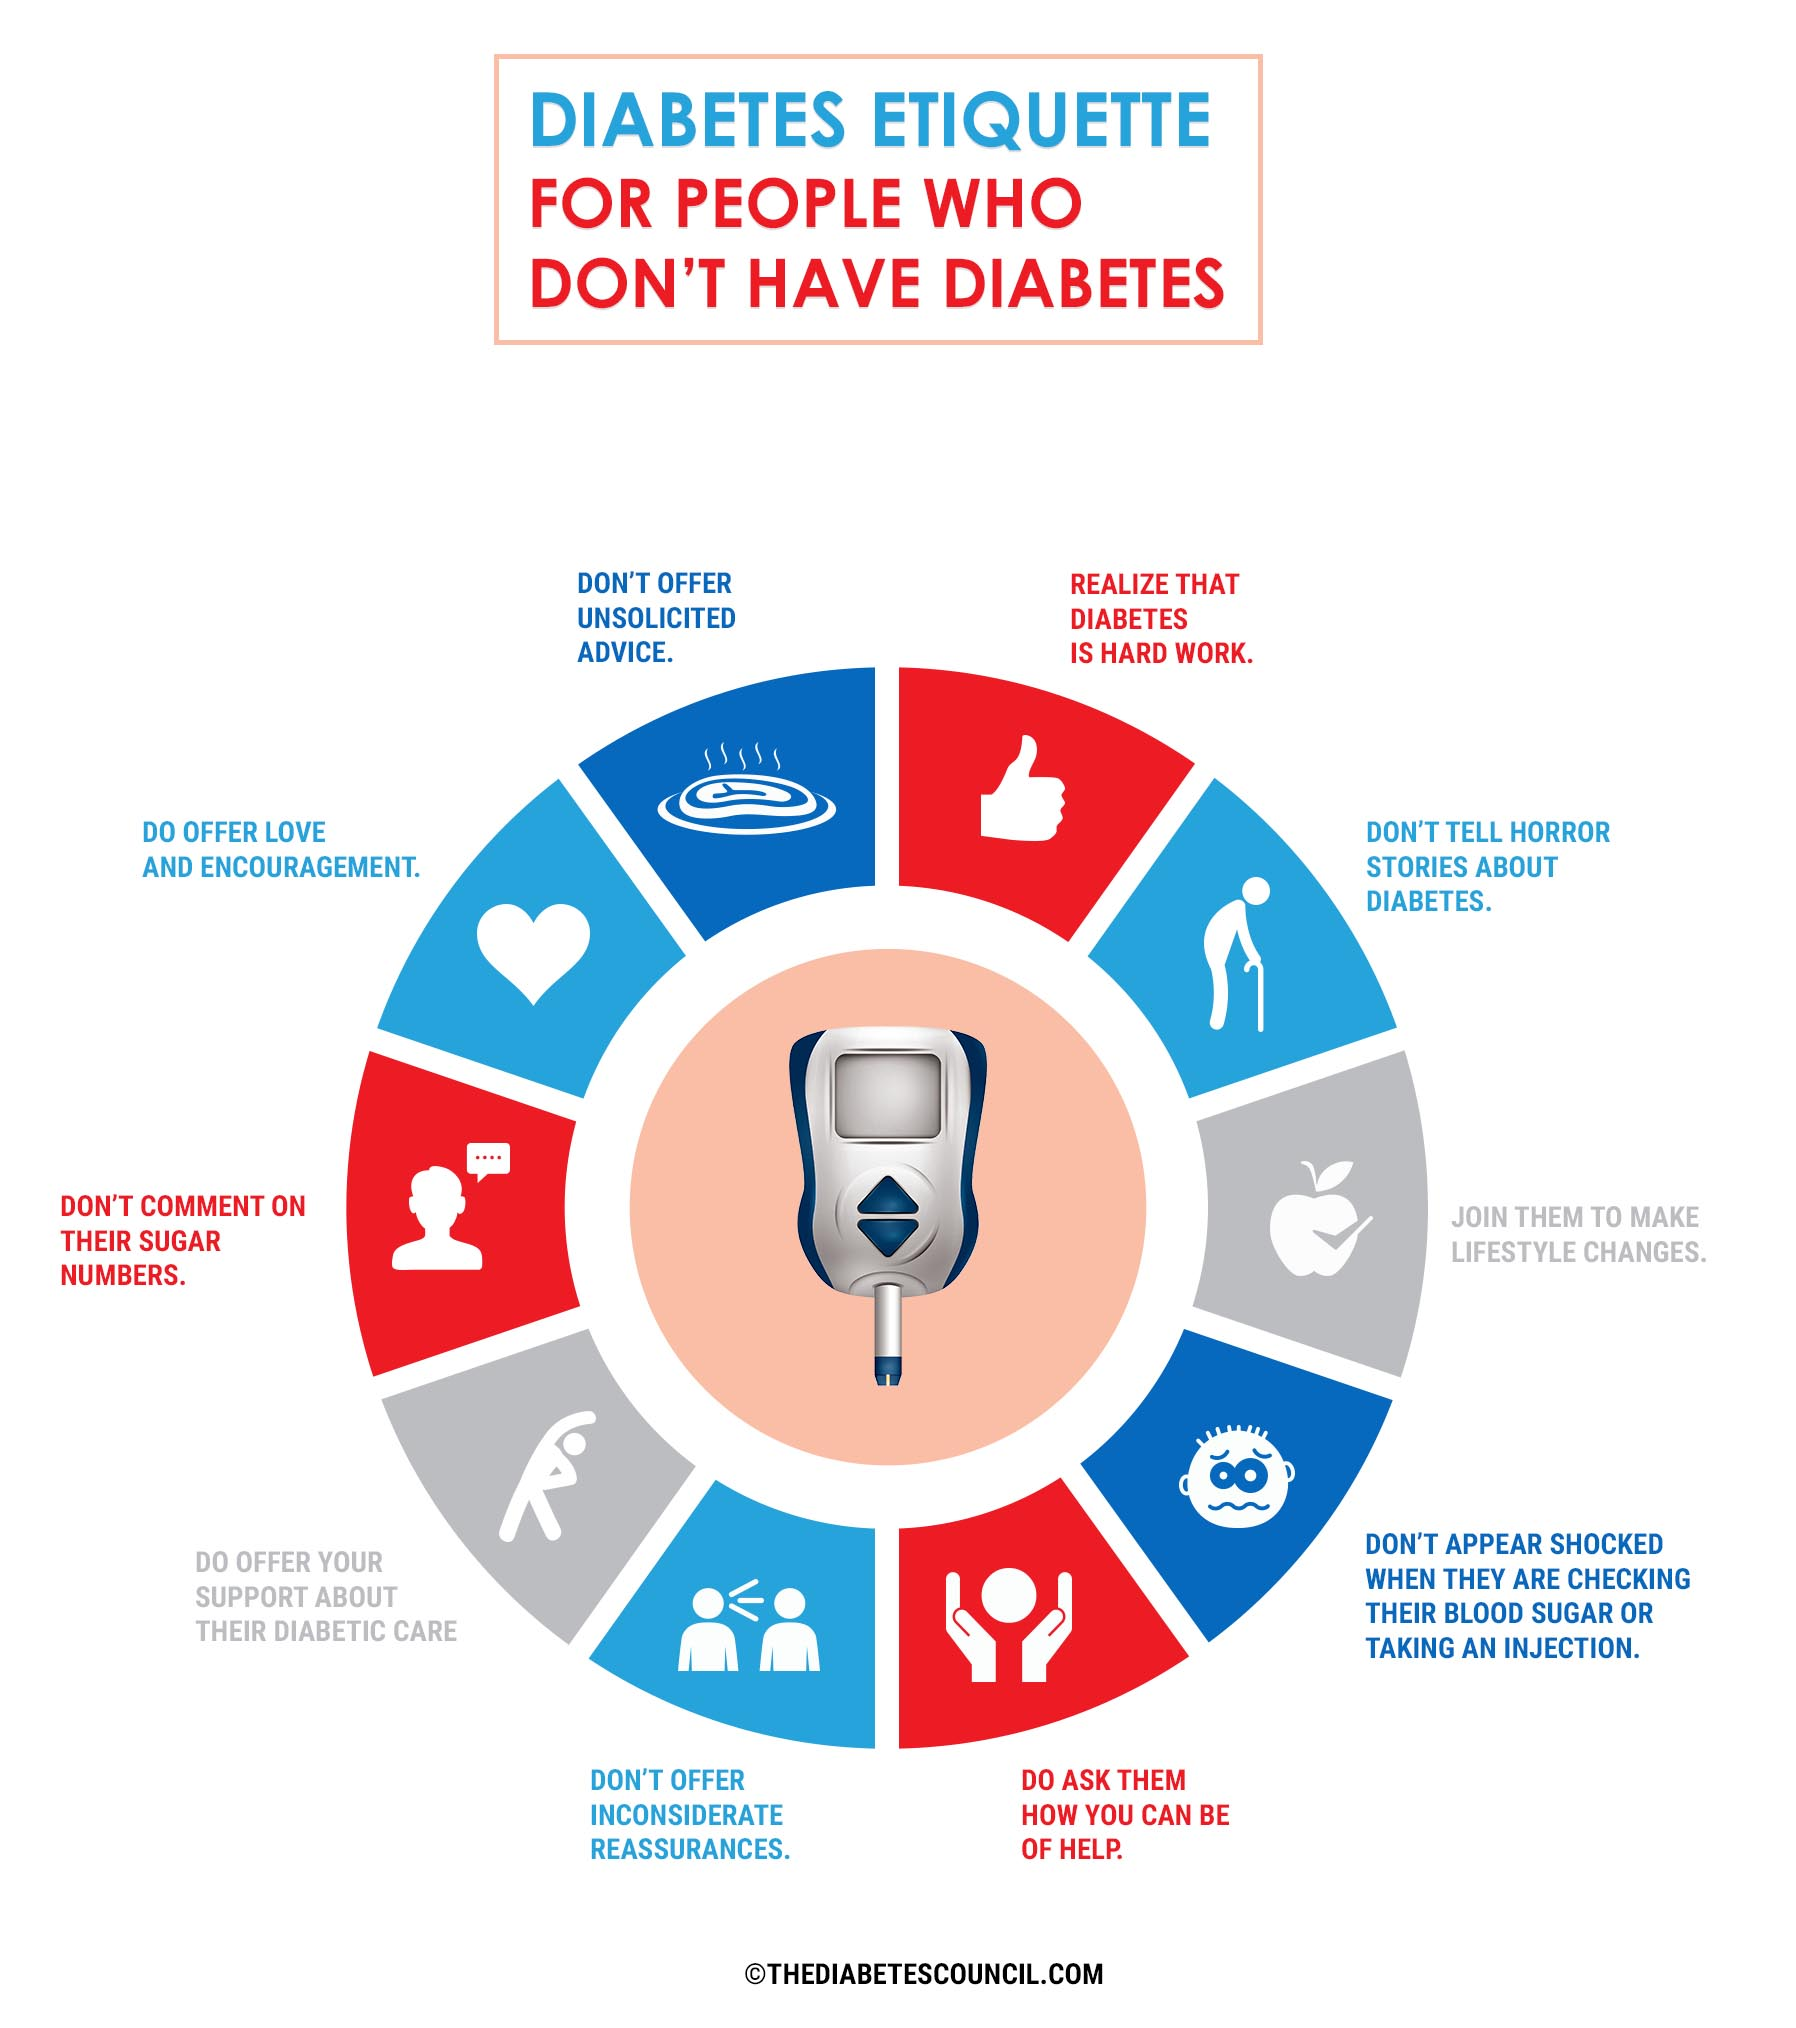 DIABETES ETIQUETTE
FOR PEOPLE WHO
DON'T HAVE DIABETES
DON'T OFFER
UNSOLICITED
ADVICE.
REALIZE THAT
DIABETES
IS HARD WORK.
DO OFFER LOVE
AND ENCOURAGEMENT.
DON'T TELL HORROR
STORIES ABOUT
DIABETES.
DON'T COMMENT ON
THEIR SUGAR
NUMBERS.
JOIN THEM TO MAKE
LIFESTYLE CHANGES.
DO OFFER YOUR
SUPPORT ABOUT
THEIR DIABETIC CARE
DON'T APPEAR SHOCKED
WHEN THEY ARE CHECKING
THEIR BLOOD SUGAR OR
TAKING AN INJECTION.
DON'T OFFER
INCONSIDERATE
REASSURANCES.
DO ASK THEM
HOW YOU CAN BE
OF HELP.
©THEDIABETESCOUNCIL.COM